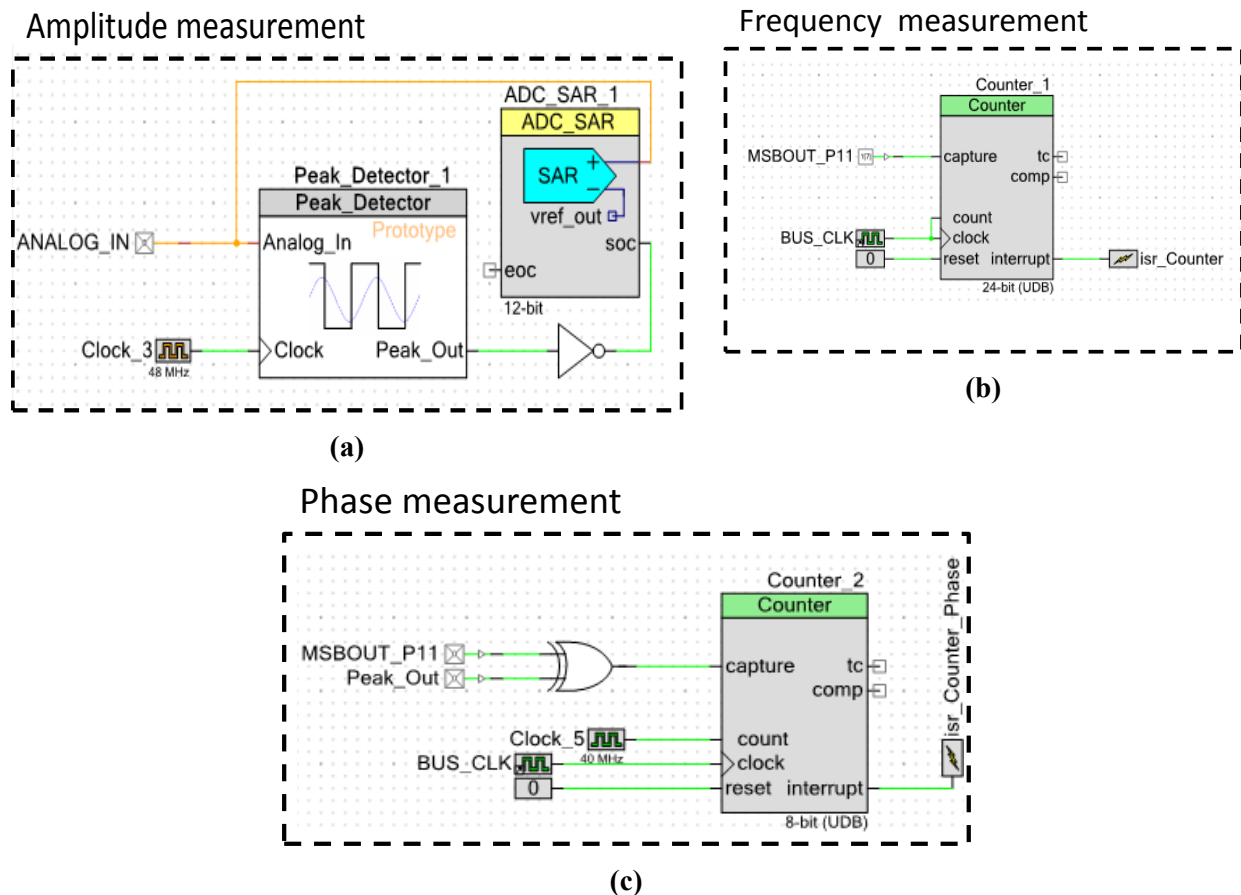 Amplitude measurement
ADC_SAR_1
ADC_SAR
SAR
vref_out
soc
eoc
12-bit
Peak_Detector_1
Peak_Detector
Prototype
ANALOG_IN
Analog_In
Clock_3
48 MHz
Clock
Peak_Out
(a)
Frequency measurement
Counter_1
Counter
MSBOUT_P11
capture
tc
comp
count
BUS_CLK
clock
0
reset
interrupt
isr_Counter
24-bit (UDB)
(b)
Phase measurement
Counter_2
Counter
MSBOUT_P11
Peak_Out
capture
tc
comp
Clock_5
40 MHz
count
BUS_CLK
clock
0
reset
interrupt
8-bit (UDB)
isr_Counter_Phase
(c)